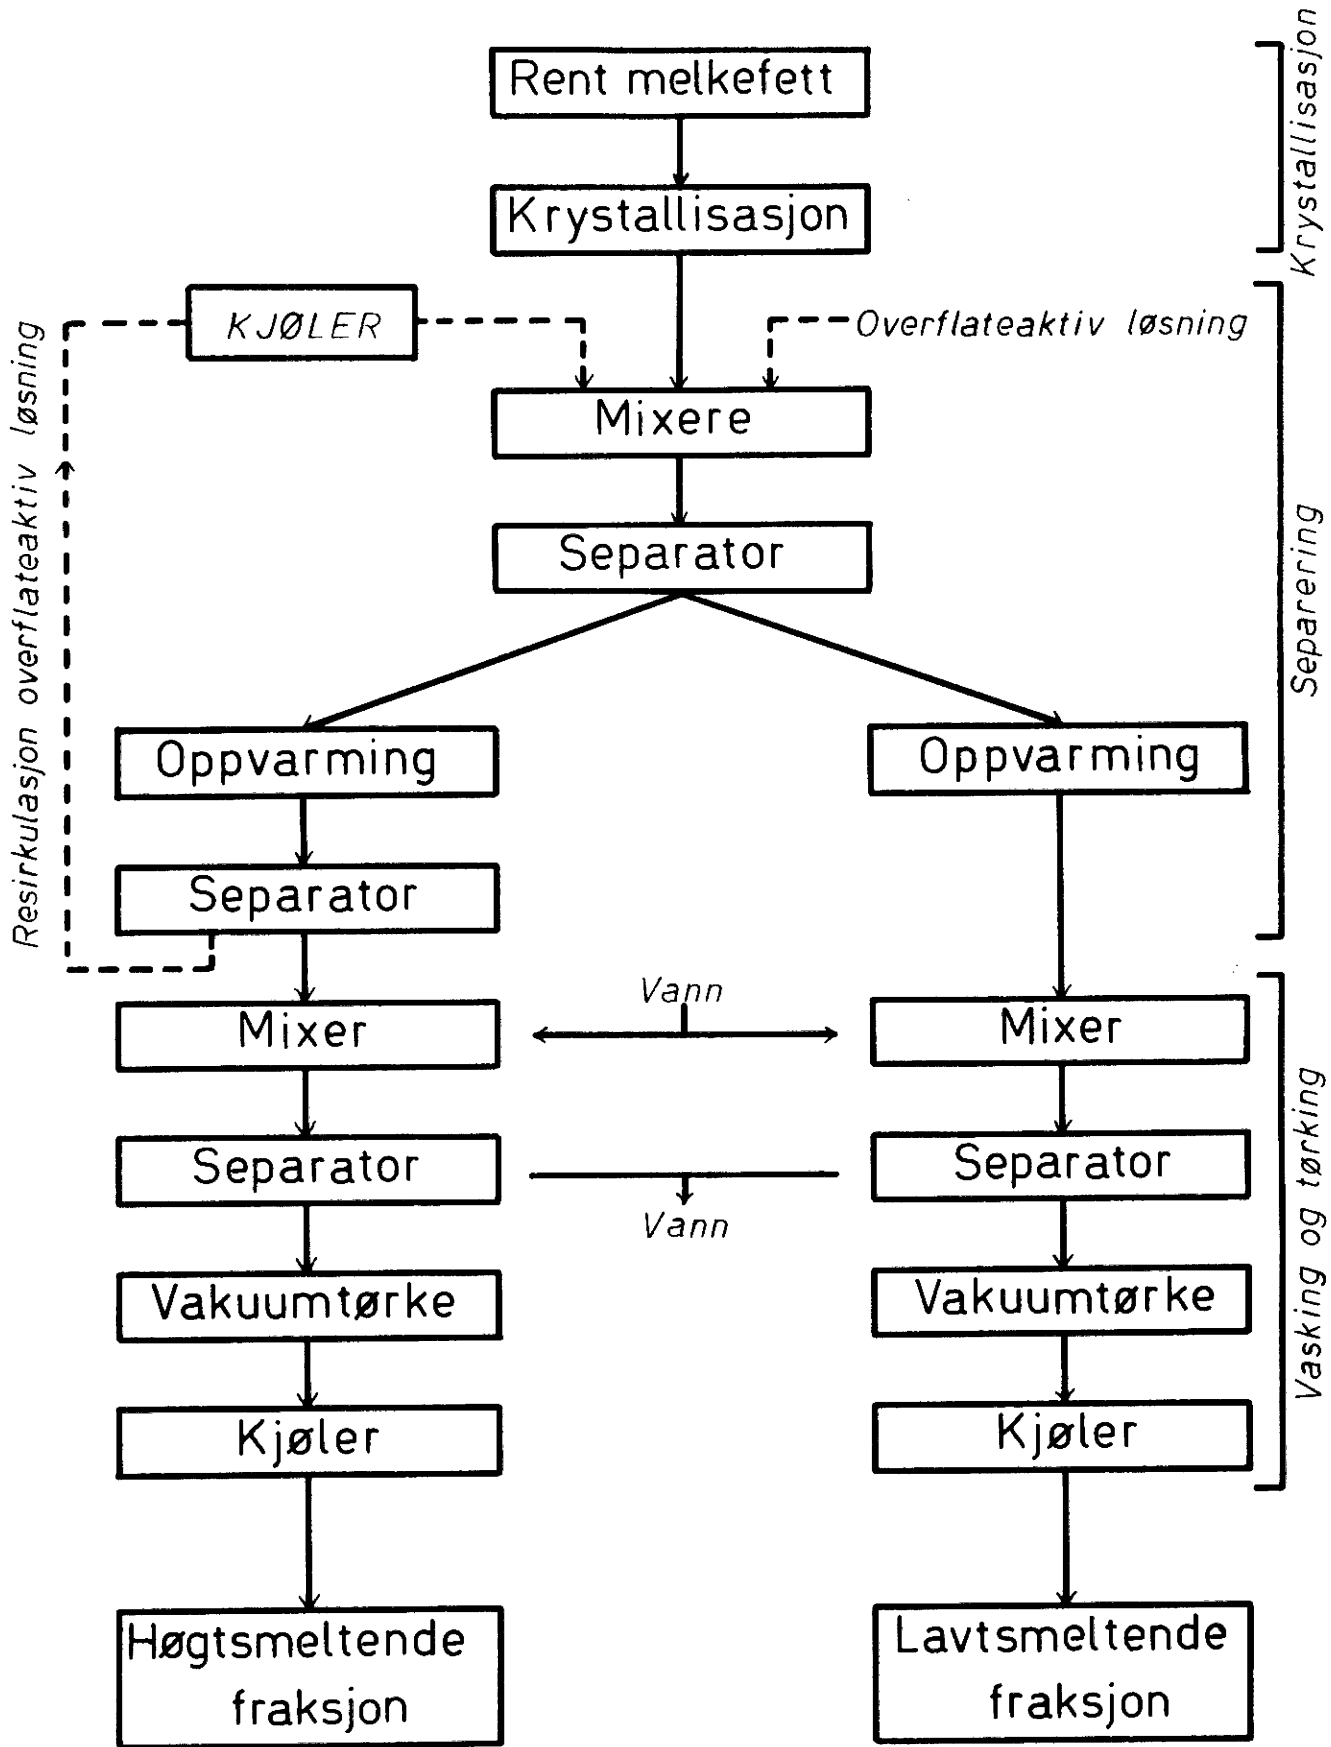 Rent melkefett
Krystallisasjon
Krystallisasjon
KJØLER
Overflateaktiv løsning
Mixere
Separator
Separering
Resirkulasjon overflateaktiv løsning
Oppvarming
Oppvarming
Separator
Vann
Mixer
Mixer
Separator
Separator
Vann
Vasking og tørking
Vakuumtørke
Vakuumtørke
Kjøler
Kjøler
Høgtsmeltende
fraksjon
Lavtsmeltende
fraksjon